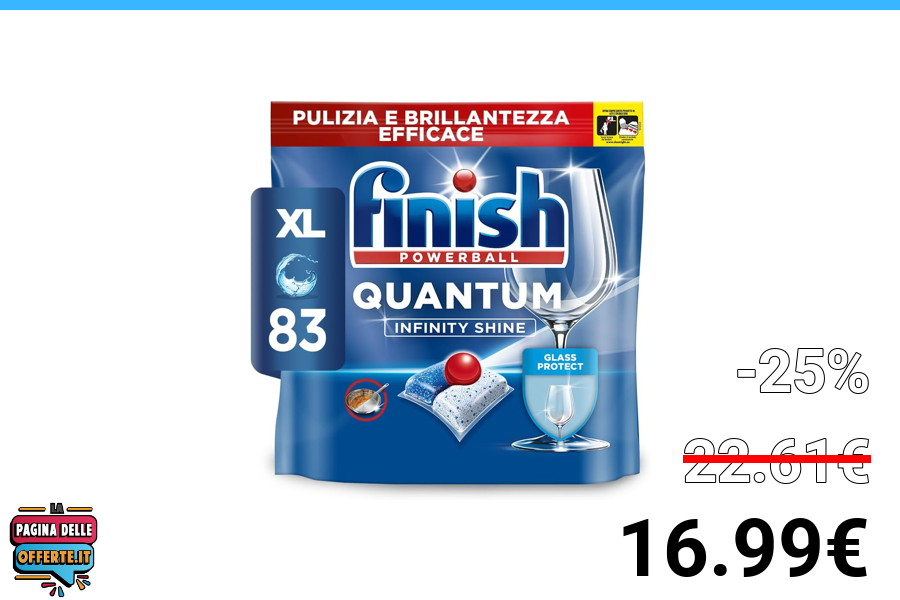 PULIZIA E BRILLANTEZZA
EFFICACE
XL
83
finish
POWERBALL
QUANTUM
INFINITY SHINE
GLASS
PROTECT
-25%
22.61€
16.99€
LA
PAGINA DELLE
OFFERTE.IT